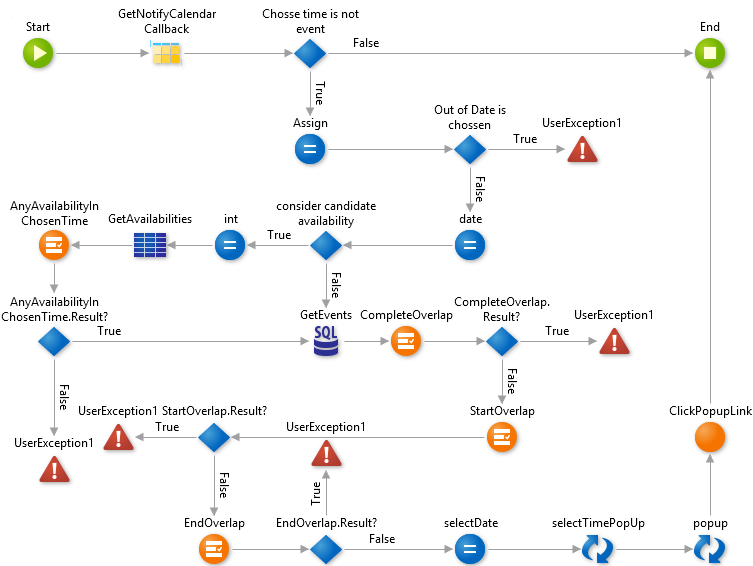 Start
GetNotifyCalendar
Callback
Chosse time is not
event
False
End
True
Assign
Out of Date is
chossen
True
UserException1
False
AnyAvailabilityIn
ChosenTime
GetAvailabilities
int
True
consider candidate
availability
date
False
AnyAvailabilityIn
ChosenTime.Result?
True
GetEvents
SQL
CompleteOverlap
CompleteOverlap.
Result?
True
UserException1
False
False
UserException1
UserException1
True
StartOverlap.Result?
UserException1
StartOverlap
ClickPopupLink
False
True
EndOverlap
EndOverlap.Result?
False
selectDate
selectTimePopUp
popup